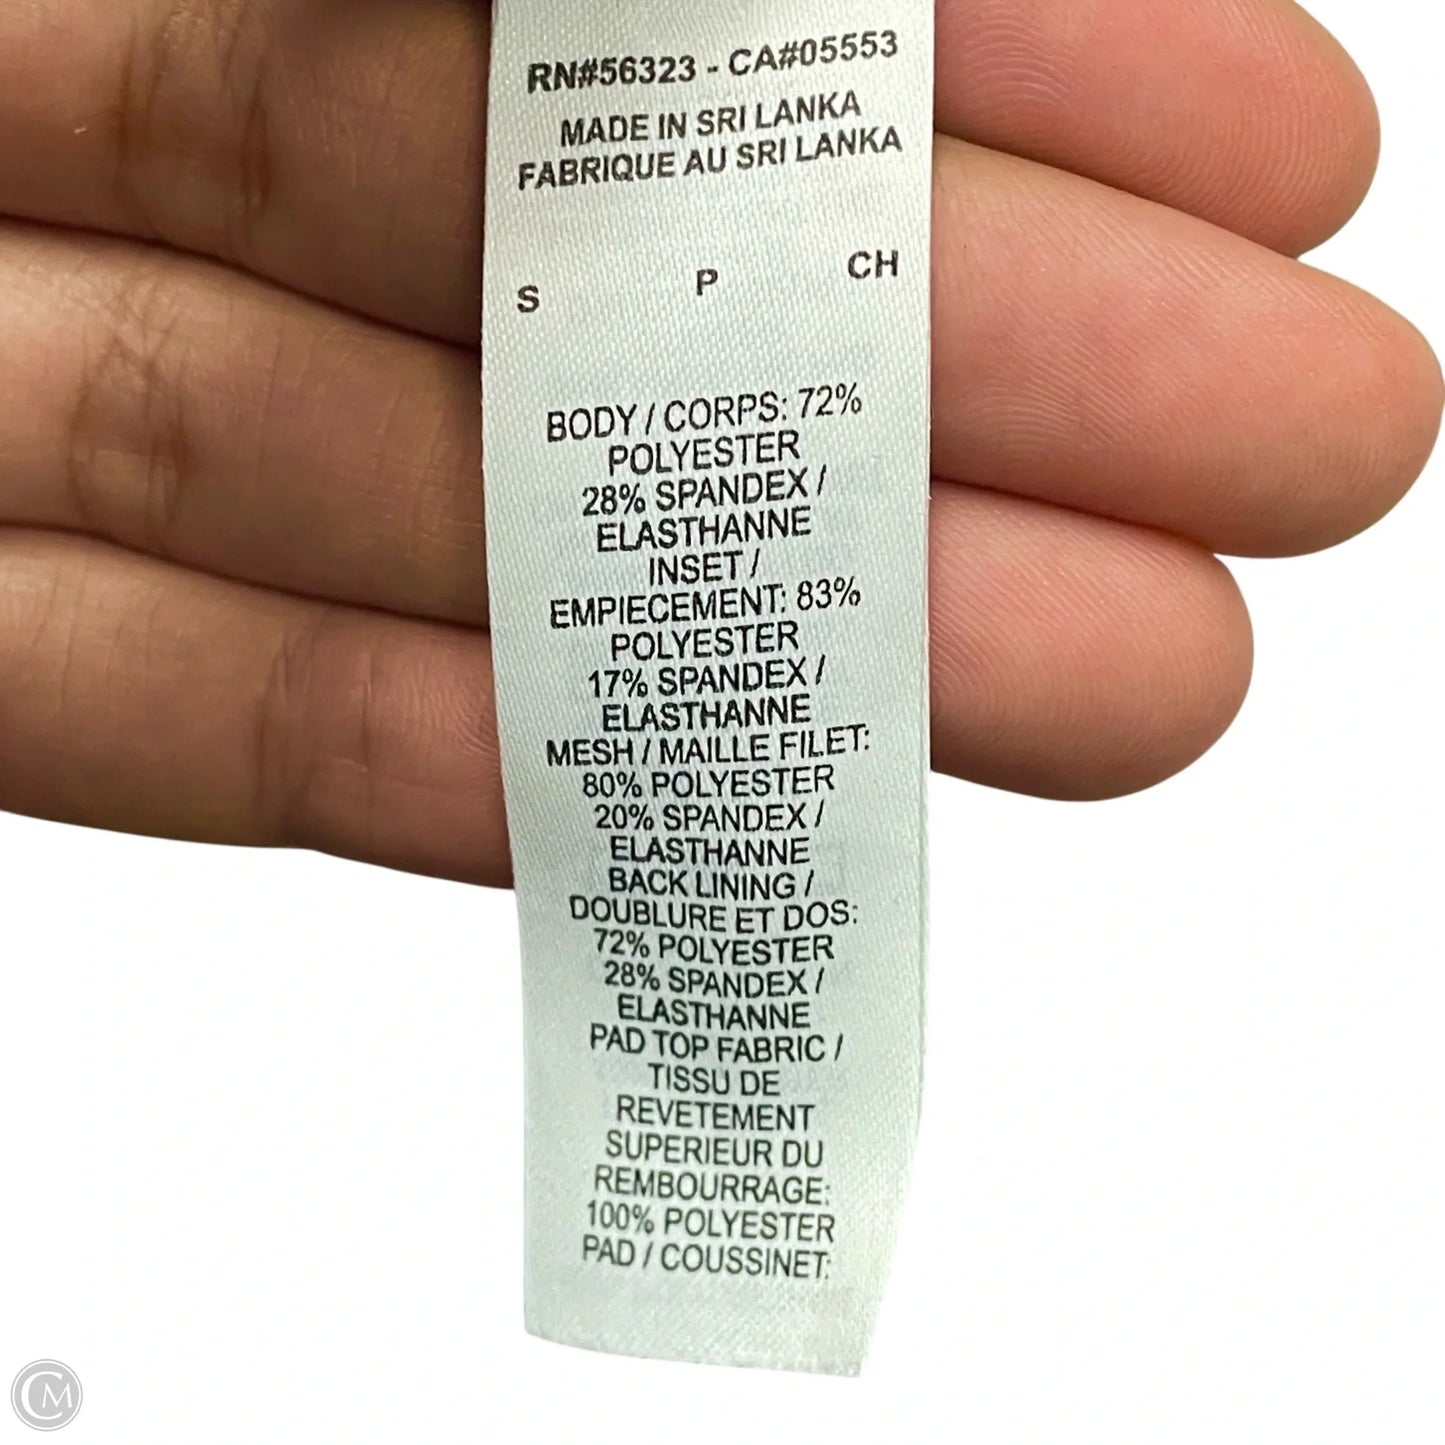 RN#56323 - CA#05553
MADE IN SRI LANKA
FABRIQUE AU SRI LANKA
S P CH
BODY / CORPS: 72%
POLYESTER
28% SPANDEX /
ELASTHANNE
INSET /
EMPIECEMENT: 83%
POLYESTER
17% SPANDEX /
ELASTHANNE
MESH / MAILLE FILET:
80% POLYESTER
20% SPANDEX /
ELASTHANNE
BACK LINING /
DOUBLURE ET DOS:
72% POLYESTER
28% SPANDEX /
ELASTHANNE
PAD TOP FABRIC /
TISSU DE
REVETEMENT
SUPERIEUR DU
REMBOURRAGE:
100% POLYESTER
PAD / COUSSINET:
CM